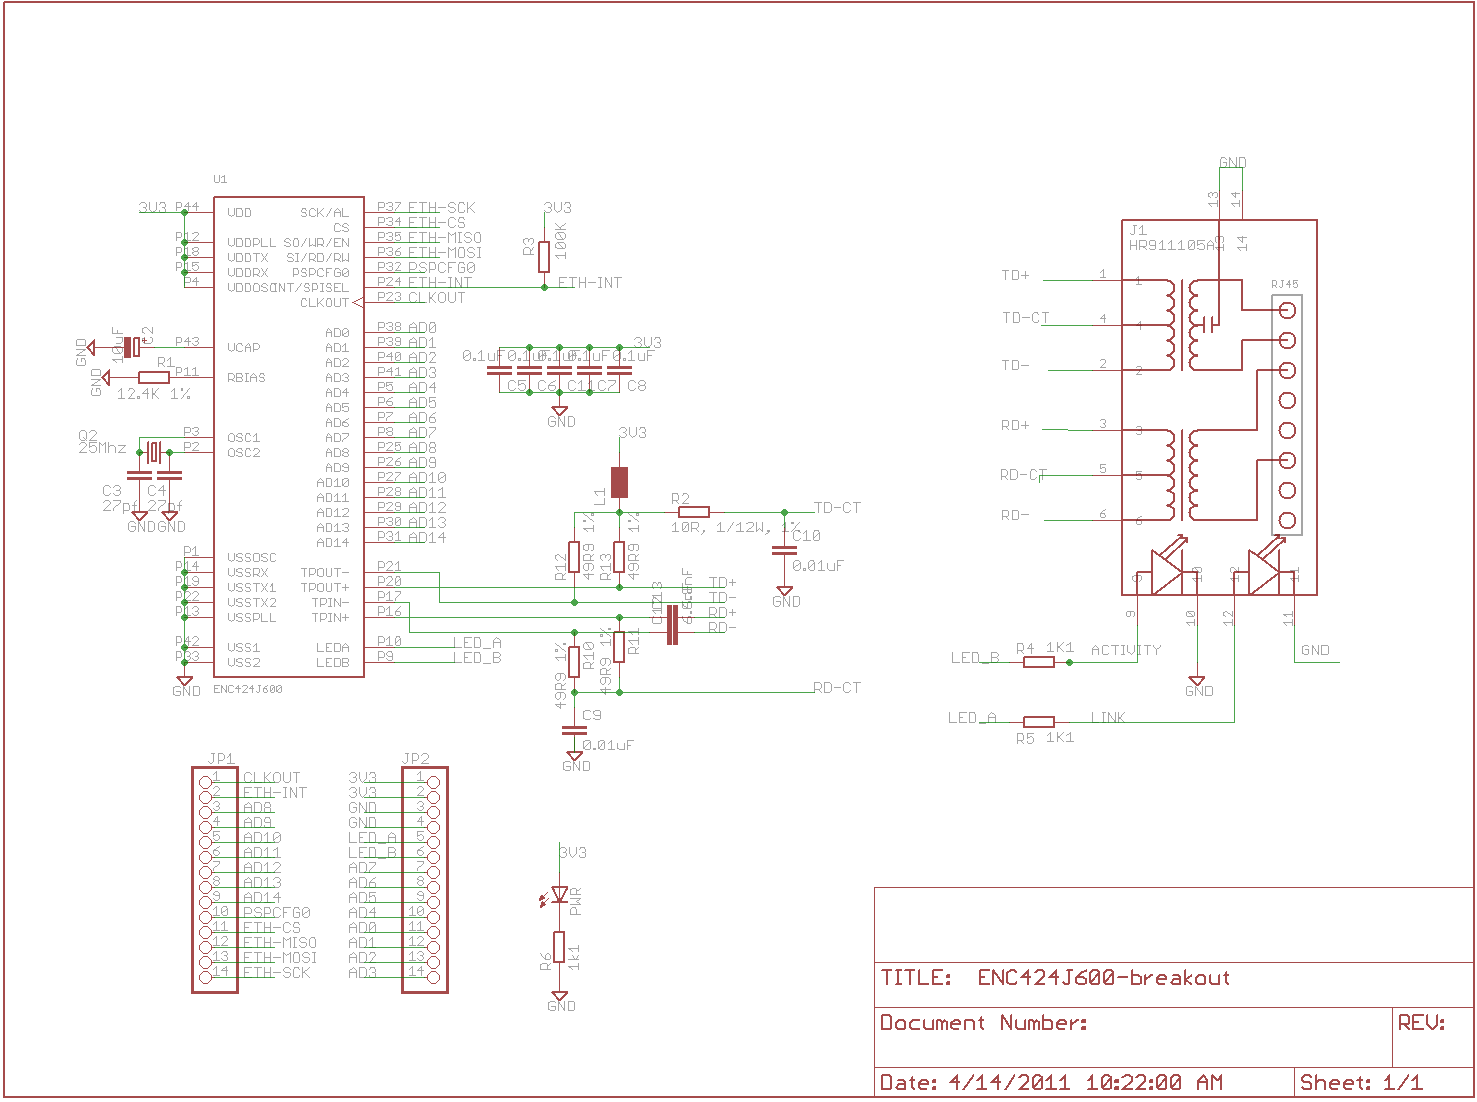 U1
3V3 P44 VDD SCK/AL P37 ETH-SCK
CS P34 ETH-CS
P12 VDDPLL SO/WR/EN P35 ETH-MISO
P18 VDDTX SI/RD/RW P36 ETH-MOSI
P15 VDDRX PSPCFG0 P32 PSPCFG0
P4 VDDOSC INT/SPISEL P24 ETH-INT
CLKOUT P23 CLKOUT
3V3
R3
100K
ETH-INT
AD0 P38 AD0
GND 10uF C2 P43 VCAP AD1 P39 AD1
AD2 P40 AD2
GND R1 P11 RBIAS AD3 P41 AD3
12.4K 1%
AD4 P5 AD4
AD5 P6 AD5
AD6 P7 AD6
Q2 P3 OSC1 AD7 P8 AD7
25Mhz P2 OSC2 AD8 P25 AD8
AD9 P26 AD9
AD10 P27 AD10
C3 C4 AD11 P28 AD11
27pf 27pf AD12 P29 AD12
GND GND AD13 P30 AD13
AD14 P31 AD14
P1 VSSOSC
P14 VSSRX TPOUT- P21
P19 VSSTX1 TPOUT+ P20
P22 VSSTX2 TPIN- P17
P13 VSSPLL TPIN+ P16
P42 VSS1 LEDA P10 LED_A
P33 VSS2 LEDB P9 LED_B
GND
ENC424J600
3V3
0.1uF 0.1uF 0.1uF 0.1uF 0.1uF
C5 C6 C11 C7 C8
GND
3V3
L1
R2 TD-CT
10R, 1/12W, 1%
C10
0.01uF
GND
R12 49R9 1%
R13 49R9 1%
TD+
TD-
RD+
RD-
R10 49R9 1%
R11 49R9 1%
RD-CT
C9
0.01uF
GND
GND
13 14
J1
HR911105A
13 14
RJ45
TD+ 1 1
TD-CT 4 4
TD- 2 2
RD+ 3 3
RD-CT 5 5
RD- 6 6
9 10 12 11
9 10 12 11
LED_B R4 1K1 ACTIVITY
GND
GND
LED_A LINK
R5 1K1
JP1
1 CLKOUT
2 ETH-INT
3 AD8
4 AD9
5 AD10
6 AD11
7 AD12
8 AD13
9 AD14
10 PSPCFG0
11 ETH-CS
12 ETH-MISO
13 ETH-MOSI
14 ETH-SCK
JP2
3V3 1
3V3 2
GND 3
GND 4
LED_A 5
LED_B 6
AD7 7
AD6 8
AD5 9
AD4 10
AD0 11
AD1 12
AD2 13
AD3 14
3V3
PWR
R6
1k1
GND
TITLE: ENC424J600-breakout
Document Number:
REV:
Date: 4/14/2011 10:22:00 AM
Sheet: 1/1